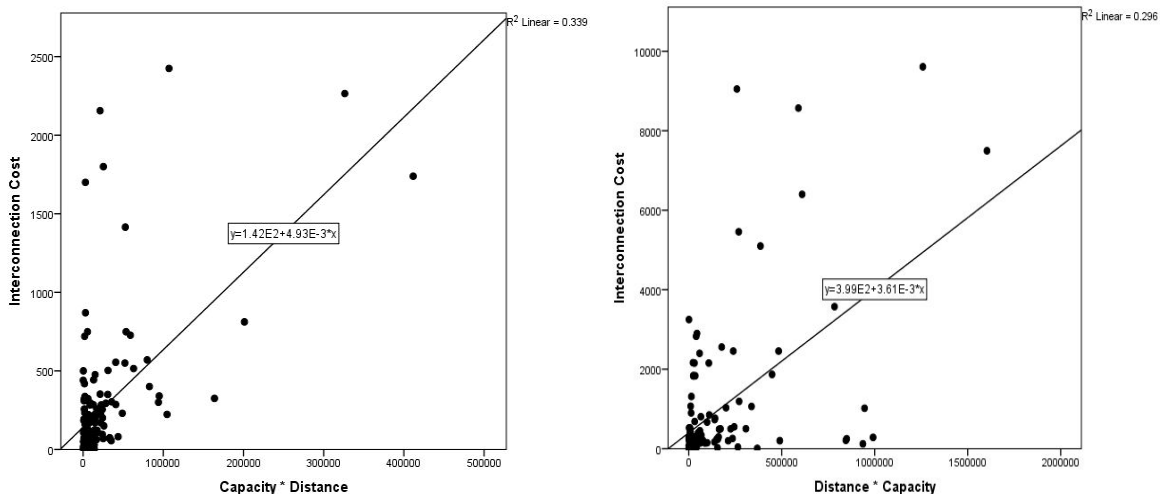 R² Linear = 0.339
Interconnection Cost
2500
2000
1500
1000
500
0
y=1.42E2+4.93E-3*x
0 100000 200000 300000 400000 500000
Capacity * Distance
R² Linear = 0.296
Interconnection Cost
10000
8000
6000
4000
2000
0
y=3.99E2+3.61E-3*x
0 500000 1000000 1500000 2000000
Distance * Capacity